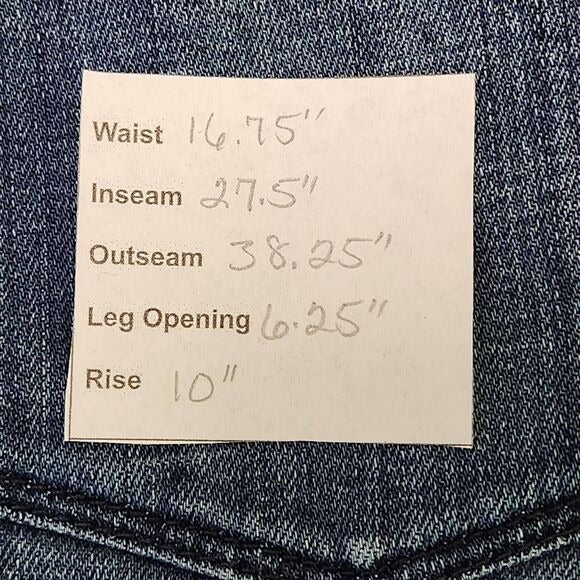 Waist 16.75"
Inseam 27.5"
Outseam 38.25"
Leg Opening 6.25"
Rise 10"